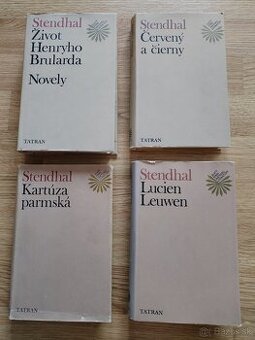 Stendhal
Život
Henryho
Brularda
Novely
TATRAN
Stendhal
Červený
a čierny
TATRAN
Stendhal
Kartúza
parmská
TATRAN
Stendhal
Lucien
Leuwen
TATRAN